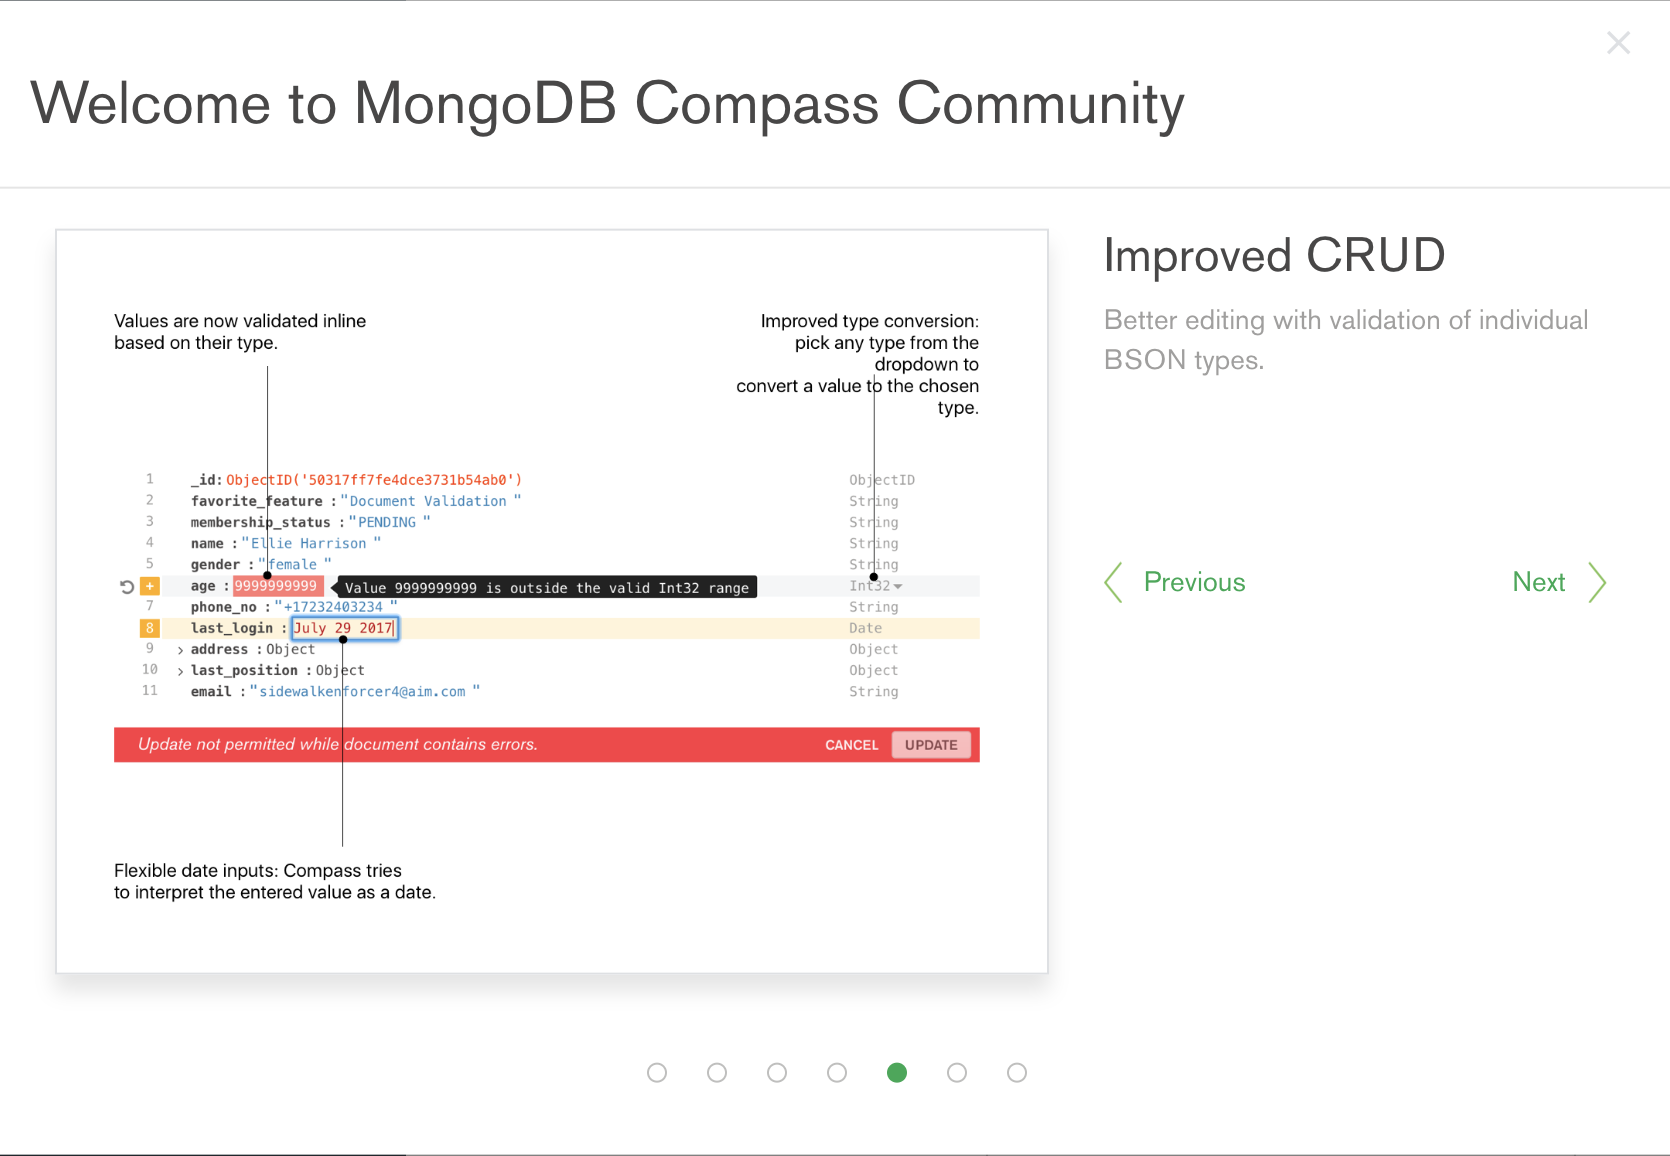 Welcome to MongoDB Compass Community
Values are now validated inline
based on their type.
Improved type conversion:
pick any type from the
dropdown to
convert a value to the chosen
type.
1 _id: ObjectID('50317ff7fe4dce3731b54ab0') ObjectID
2 favorite_feature : "Document Validation " String
3 membership_status : "PENDING " String
4 name : "Ellie Harrison " String
5 gender : "female " String
+ age : 9999999999 Value 9999999999 is outside the valid Int32 range Int32
7 phone_no : "+17232403234 " String
8 last_login : July 29 2017 Date
9 > address : Object Object
10 > last_position : Object Object
11 email : "sidewalkenforcer4@aim.com " String
Update not permitted while document contains errors. CANCEL UPDATE
Flexible date inputs: Compass tries
to interpret the entered value as a date.
Improved CRUD
Better editing with validation of individual
BSON types.
Previous Next